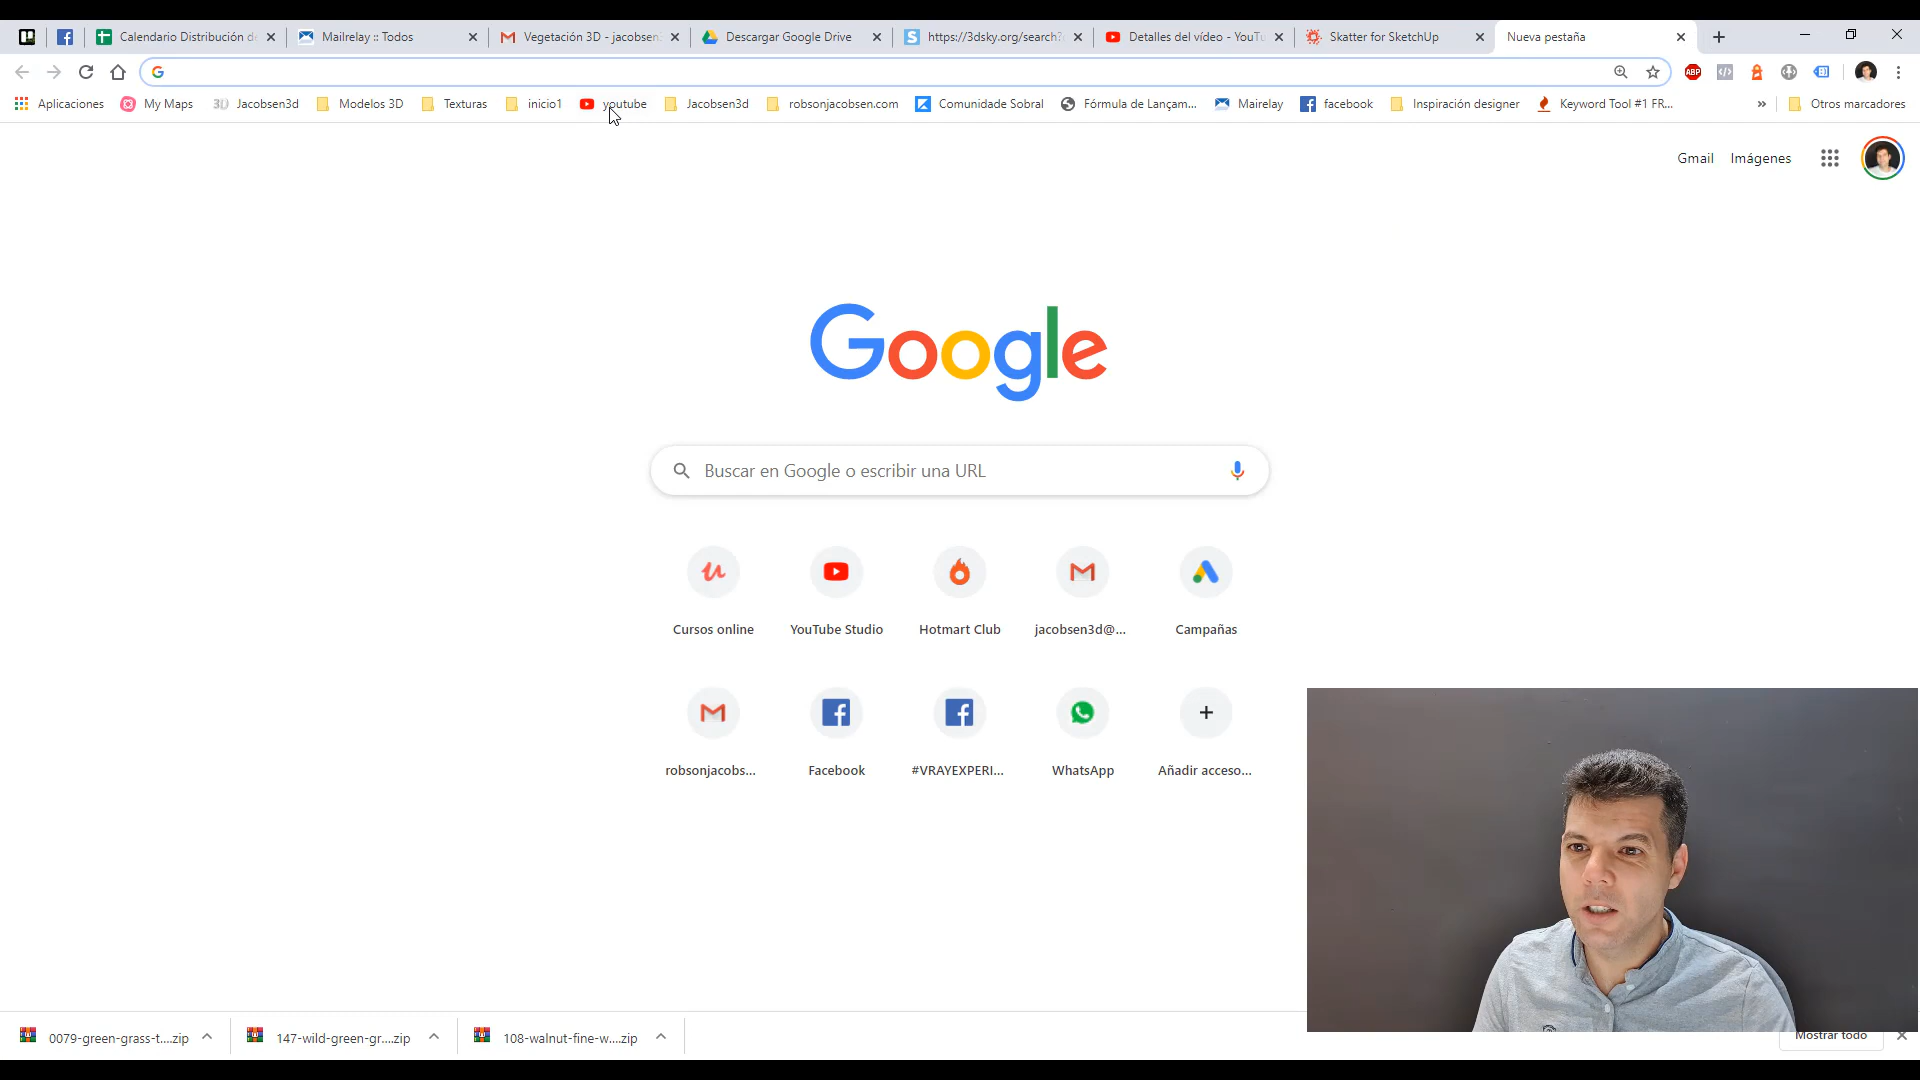 Calendario Distribución de
Mailrelay :: Todos
Vegetación 3D - jacobsen
Descargar Google Drive
https://3dsky.org/search?
Detalles del vídeo - YouTu
Skatter for SketchUp
Nueva pestaña
Aplicaciones
My Maps
Jacobsen3d
Modelos 3D
Texturas
inicio1
youtube
Jacobsen3d
robsonjacobsen.com
Comunidade Sobral
Fórmula de Lançam...
Mairelay
facebook
Inspiración designer
Keyword Tool #1 FR...
»
Otros marcadores
Gmail
Imágenes
Google
Buscar en Google o escribir una URL
Cursos online
YouTube Studio
Hotmart Club
jacobsen3d@...
Campañas
robsonjacobs...
Facebook
#VRAYEXPERI...
WhatsApp
Añadir acceso...
0079-green-grass-t....zip
147-wild-green-gr....zip
108-walnut-fine-w....zip
Mostrar todo